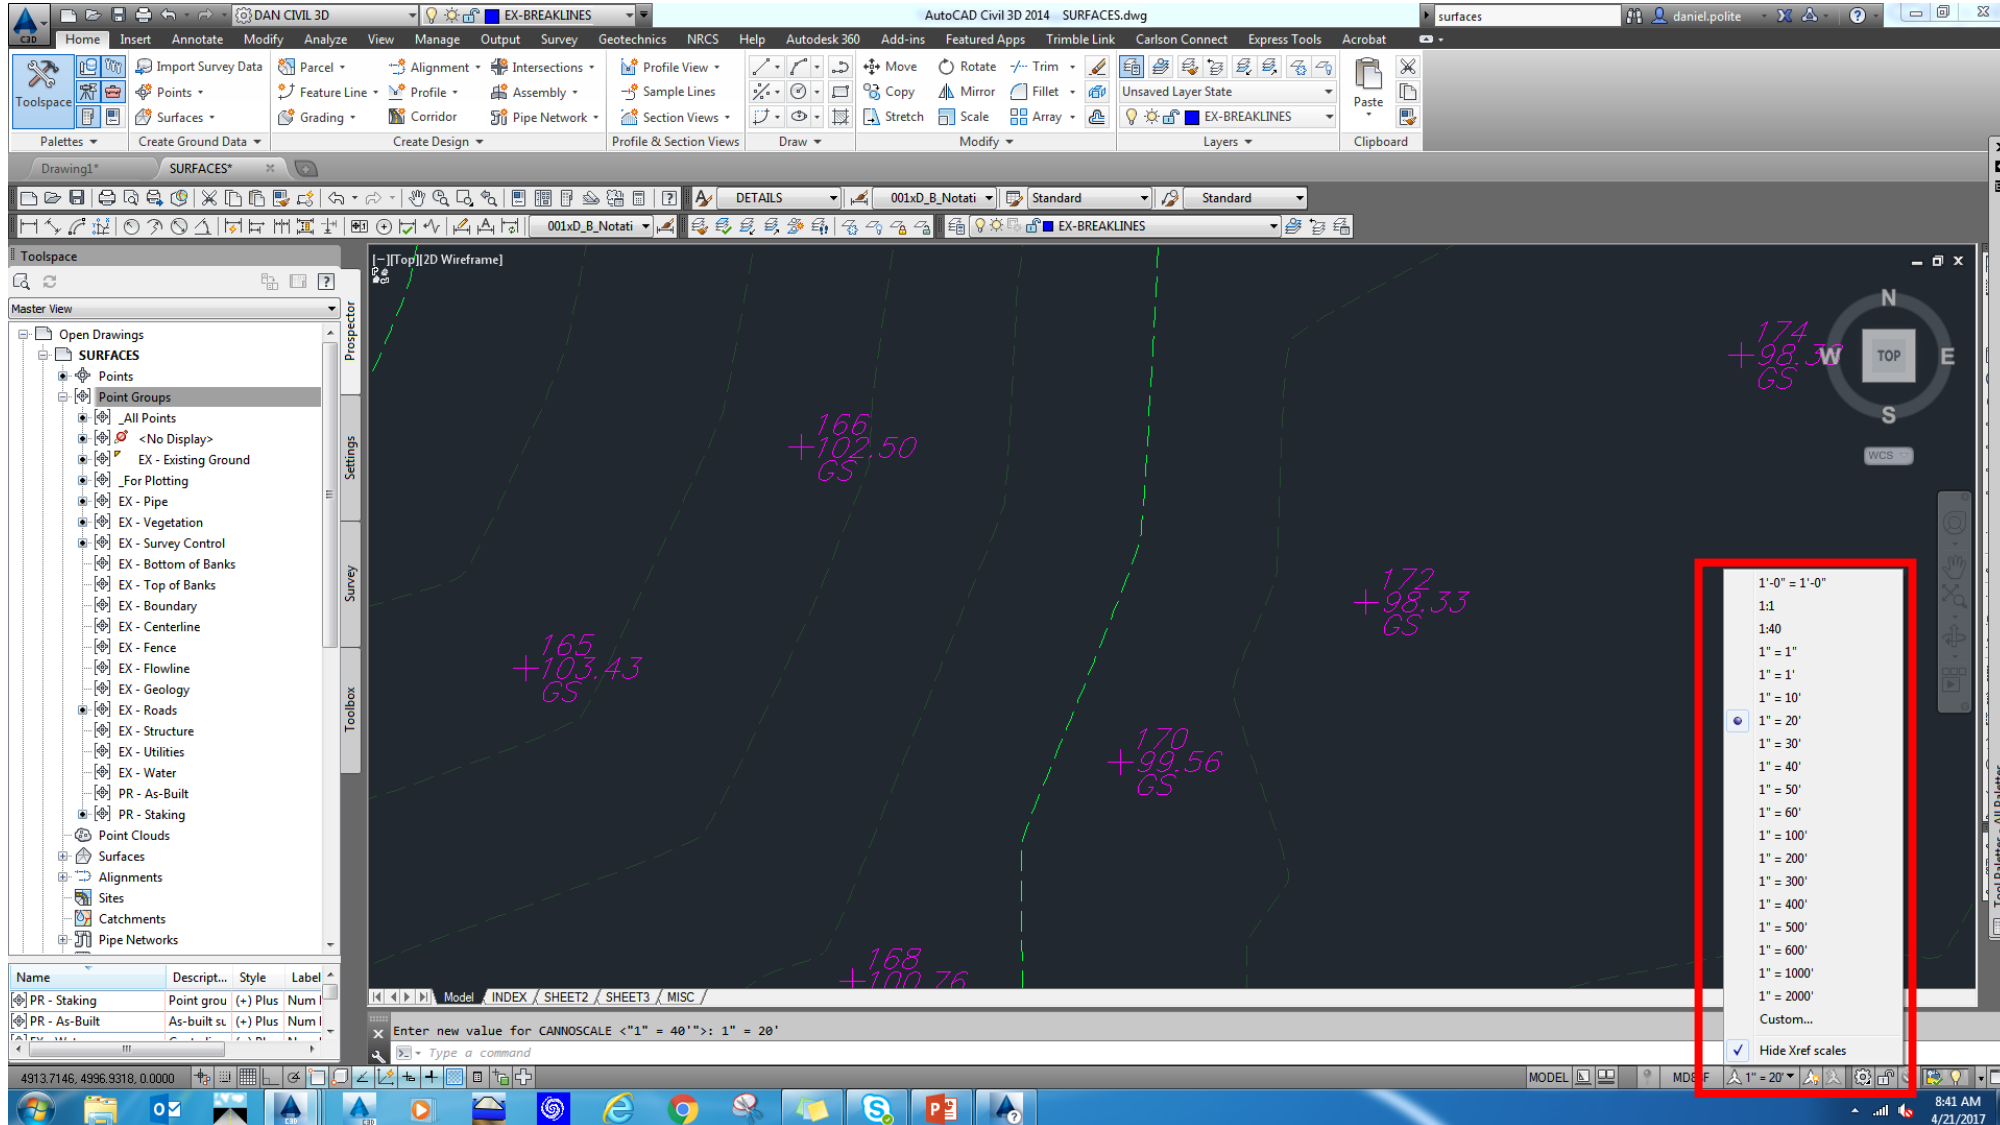 DAN CIVIL 3D EX-BREAKLINES AutoCAD Civil 3D 2014 SURFACES.dwg surfaces daniel.polite
C3D Home Insert Annotate Modify Analyze View Manage Output Survey Geotechnics NRCS Help Autodesk 360 Add-ins Featured Apps Trimble Link Carlson Connect Express Tools Acrobat
Toolspace
Import Survey Data Parcel Alignment Intersections Profile View Move Rotate Trim
Points Feature Line Profile Assembly Sample Lines Copy Mirror Fillet Unsaved Layer State
Surfaces Grading Corridor Pipe Network Section Views Stretch Scale Array EX-BREAKLINES
Paste
Palettes Create Ground Data Create Design Profile & Section Views Draw Modify Layers Clipboard
Drawing1* SURFACES*
DETAILS 001xD_B_Notati Standard Standard
001xD_B_Notati EX-BREAKLINES
Toolspace
Master View
Open Drawings
SURFACES
Points
Point Groups
_All Points
<No Display>
EX - Existing Ground
_For Plotting
EX - Pipe
EX - Vegetation
EX - Survey Control
EX - Bottom of Banks
EX - Top of Banks
EX - Boundary
EX - Centerline
EX - Fence
EX - Flowline
EX - Geology
EX - Roads
EX - Structure
EX - Utilities
EX - Water
PR - As-Built
PR - Staking
Point Clouds
Surfaces
Alignments
Sites
Catchments
Pipe Networks
Prospector
Settings
Survey
Toolbox
Name Descript... Style Label
PR - Staking Point grou (+) Plus Num
PR - As-Built As-built su (+) Plus Num
[-][Top][2D Wireframe]
N
W TOP E
S
WCS
174
98.38
GS
166
102.50
GS
172
98.33
GS
165
103.43
GS
170
99.56
GS
168
100.76
1'-0" = 1'-0"
1:1
1:40
1" = 1"
1" = 1'
1" = 10'
1" = 20'
1" = 30'
1" = 40'
1" = 50'
1" = 60'
1" = 100'
1" = 200'
1" = 300'
1" = 400'
1" = 500'
1" = 600'
1" = 1000'
1" = 2000'
Custom...
Hide Xref scales
Tool Palettes - All Palettes
Model INDEX SHEET2 SHEET3 MISC
Enter new value for CANNOSCALE <"1" = 40'">: 1" = 20'
Type a command
4913.7146, 4996.9318, 0.0000 MODEL 1" = 20'
8:41 AM
4/21/2017